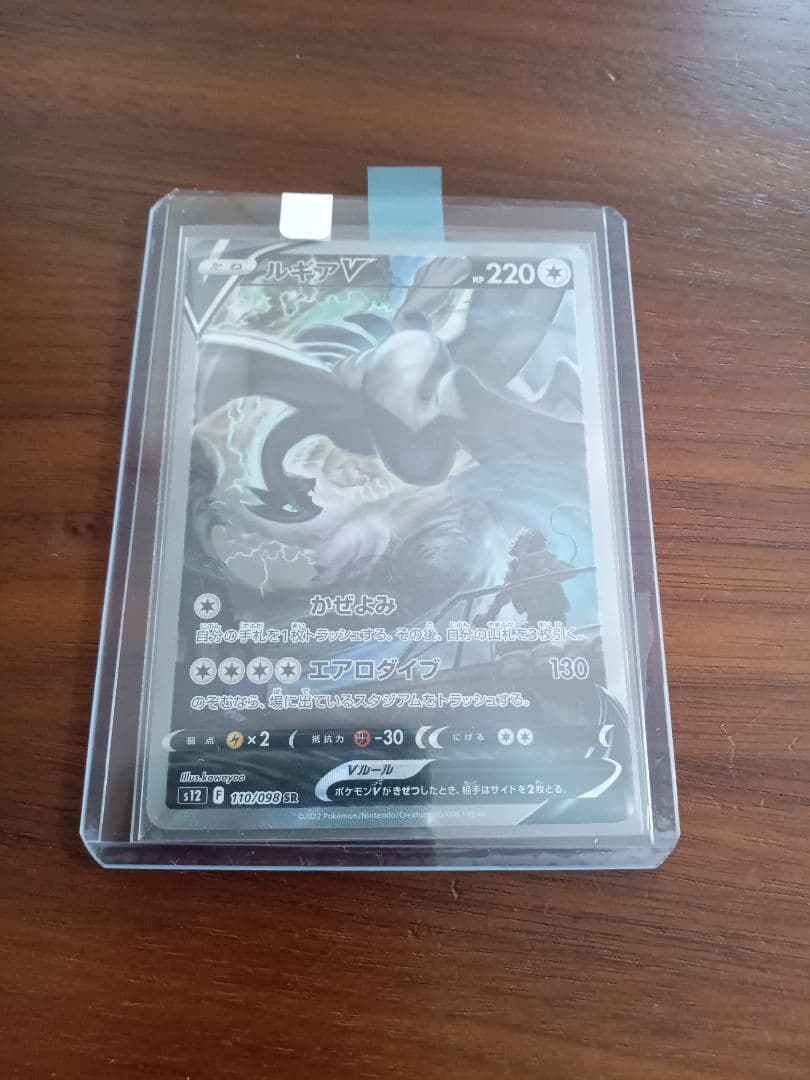 たね ルギアV HP 220
かぜよみ
自分の手札を1枚トラッシュする。その後、自分の山札を3枚引く。
エアロダイブ 130
のぞむなら、場に出ているスタジアムをトラッシュする。
弱点 ×2 抵抗力 -30 にげる
Illus.kawayoo
Vルール
ポケモンVがきぜつしたとき、相手はサイドを2枚とる。
s12 F 110/098 SR
©2022 Pokémon/Nintendo/Creatures/GAME FREAK